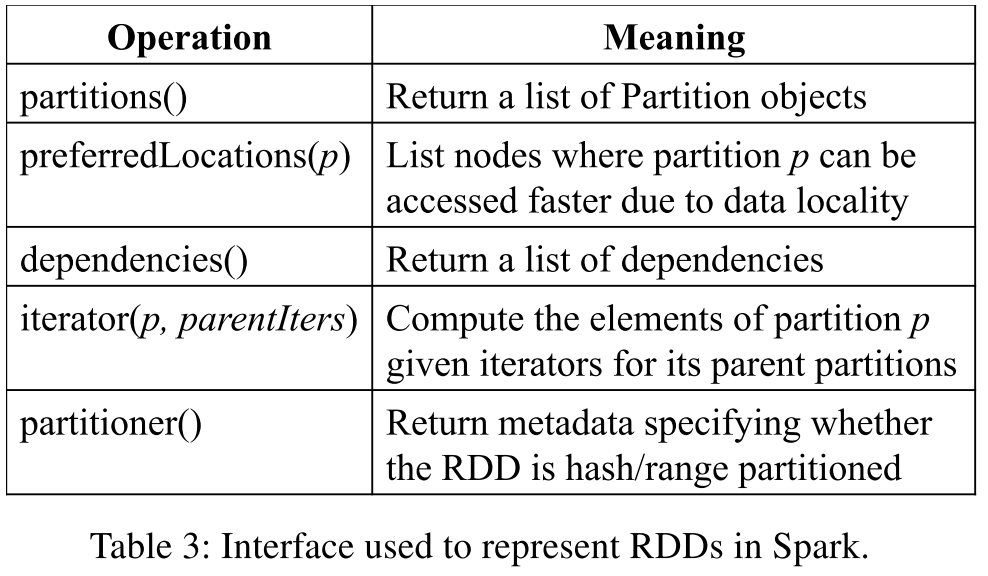 Operation Meaning
partitions() Return a list of Partition objects
preferredLocations(p) List nodes where partition p can be
accessed faster due to data locality
dependencies() Return a list of dependencies
iterator(p, parentIters) Compute the elements of partition p
given iterators for its parent partitions
partitioner() Return metadata specifying whether
the RDD is hash/range partitioned
Table 3: Interface used to represent RDDs in Spark.